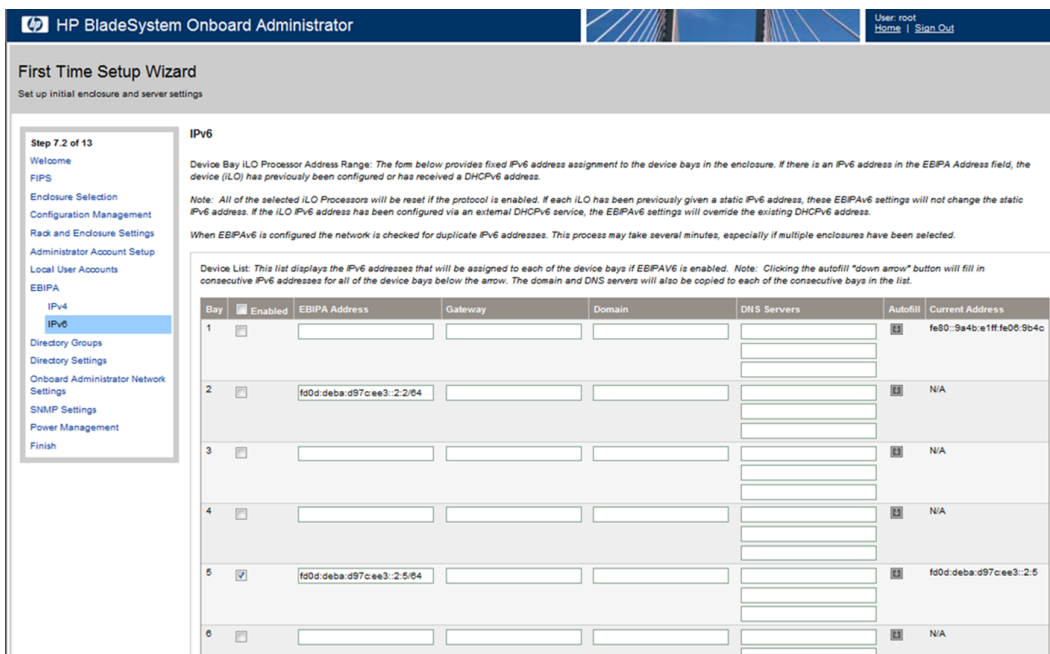 HP BladeSystem Onboard Administrator
User: root
Home | Sign Out
First Time Setup Wizard
Set up initial enclosure and server settings
Step 7.2 of 13
Welcome
FIPS
Enclosure Selection
Configuration Management
Rack and Enclosure Settings
Administrator Account Setup
Local User Accounts
EBIPA
IPv4
IPv6
Directory Groups
Directory Settings
Onboard Administrator Network
Settings
SNMP Settings
Power Management
Finish
IPv6
Device Bay iLO Processor Address Range: The form below provides fixed IPv6 address assignment to the device bays in the enclosure. If there is an IPv6 address in the EBIPA Address field, the
device (iLO) has previously been configured or has received a DHCPv6 address.
Note: All of the selected iLO Processors will be reset if the protocol is enabled. If each iLO has been previously given a static IPv6 address, these EBIPAv6 settings will not change the static
IPv6 address. If the iLO IPv6 address has been configured via an external DHCPv6 service, the EBIPAv6 settings will override the existing DHCPv6 address.
When EBIPAv6 is configured the network is checked for duplicate IPv6 addresses. This process may take several minutes, especially if multiple enclosures have been selected.
Device List: This list displays the IPv6 addresses that will be assigned to each of the device bays if EBIPAV6 is enabled. Note: Clicking the autofill "down arrow" button will fill in
consecutive IPv6 addresses for all of the device bays below the arrow. The domain and DNS servers will also be copied to each of the consecutive bays in the list.
Bay Enabled EBIPA Address Gateway Domain DNS Servers Autofill Current Address
1 fe80::9a4b:e1ff:fe06:9b4c
2 fd0d:deba:d97c:ee3::2:2/64 N/A
3 N/A
4 N/A
5 fd0d:deba:d97c:ee3::2:5/64 fd0d:deba:d97c:ee3::2:5
6 N/A